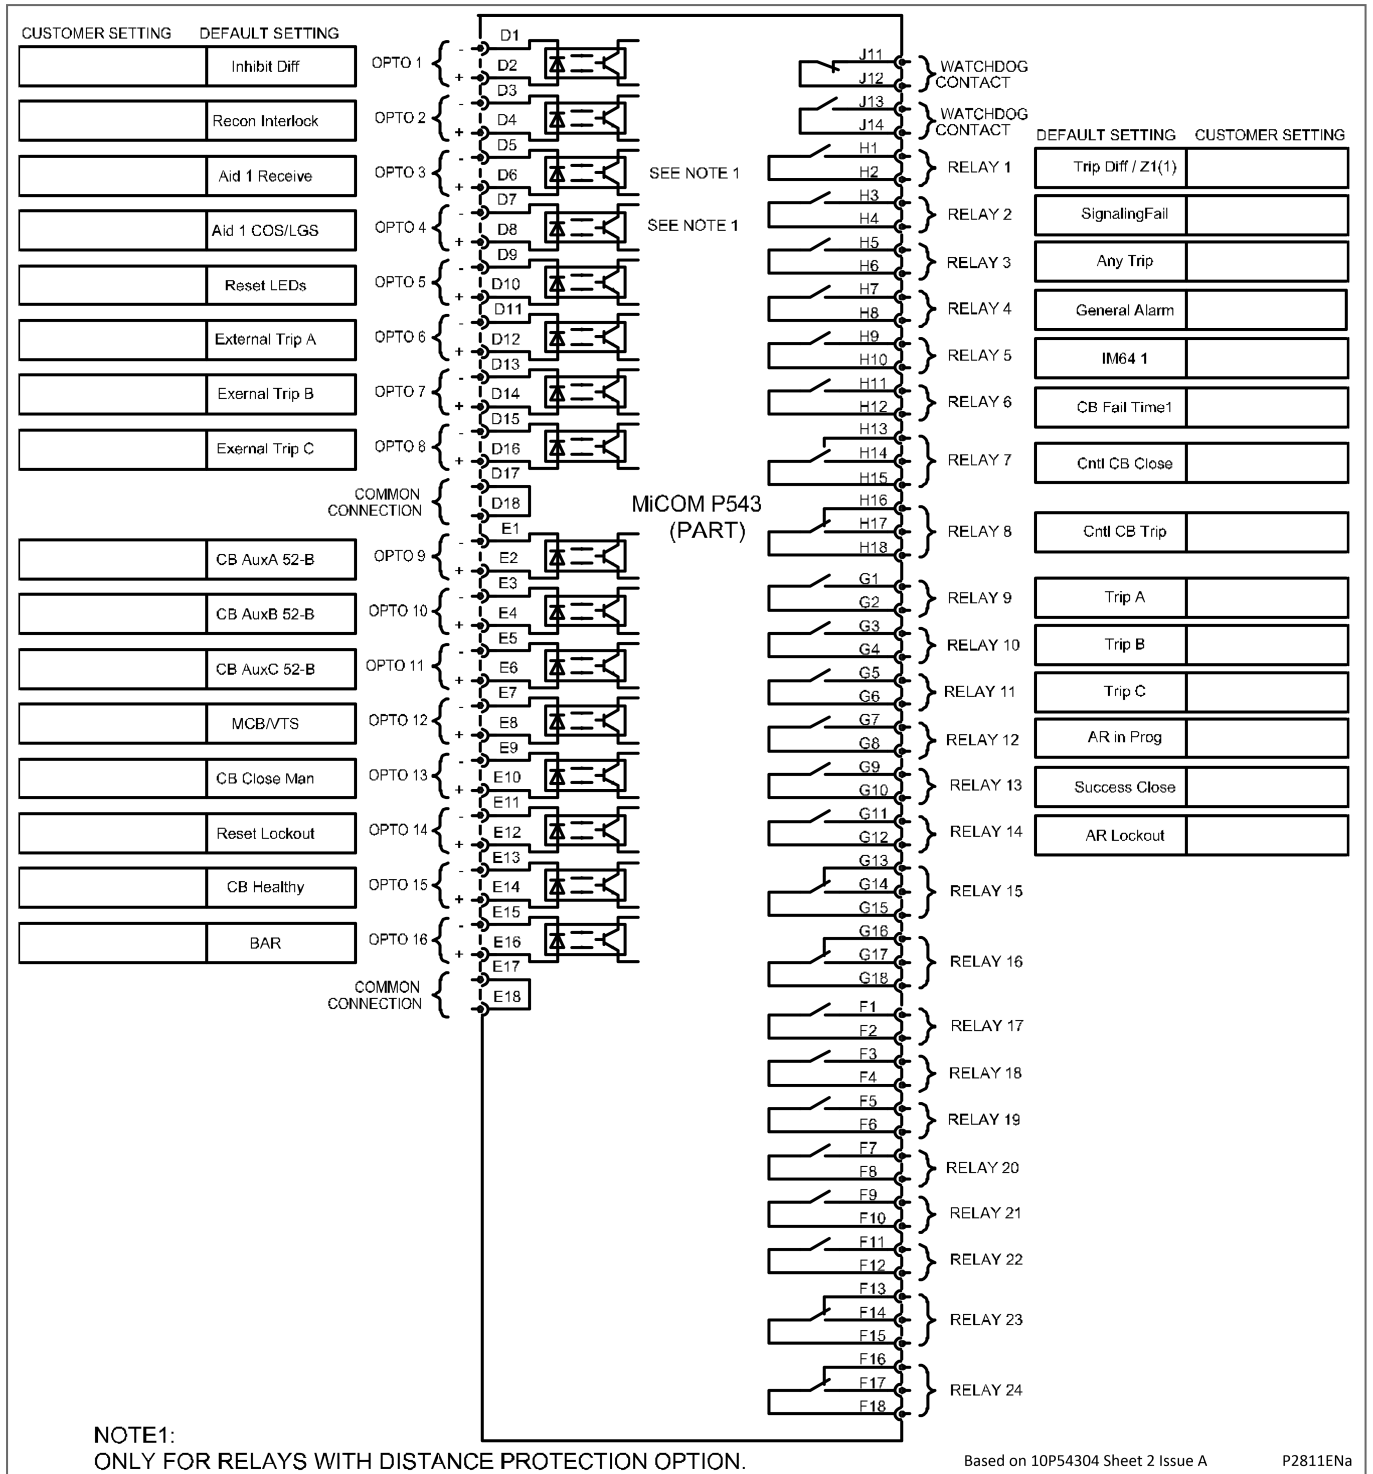 CUSTOMER SETTING DEFAULT SETTING
Inhibit Diff OPTO 1 - + D1 D2
Recon Interlock OPTO 2 - + D3 D4
Aid 1 Receive OPTO 3 - + D5 D6 SEE NOTE 1
Aid 1 COS/LGS OPTO 4 - + D7 D8 SEE NOTE 1
Reset LEDs OPTO 5 - + D9 D10
External Trip A OPTO 6 - + D11 D12
Exernal Trip B OPTO 7 - + D13 D14
Exernal Trip C OPTO 8 - + D15 D16
COMMON
CONNECTION
D17
D18
CB AuxA 52-B OPTO 9 - + E1 E2
CB AuxB 52-B OPTO 10 - + E3 E4
CB AuxC 52-B OPTO 11 - + E5 E6
MCB/VTS OPTO 12 - + E7 E8
CB Close Man OPTO 13 - + E9 E10
Reset Lockout OPTO 14 - + E11 E12
CB Healthy OPTO 15 - + E13 E14
BAR OPTO 16 - + E15 E16
COMMON
CONNECTION
E17
E18
MiCOM P543
(PART)
J11 J12 WATCHDOG
CONTACT
J13 J14 WATCHDOG
CONTACT
DEFAULT SETTING CUSTOMER SETTING
H1 H2 RELAY 1 Trip Diff / Z1(1)
H3 H4 RELAY 2 SignalingFail
H5 H6 RELAY 3 Any Trip
H7 H8 RELAY 4 General Alarm
H9 H10 RELAY 5 IM64 1
H11 H12 RELAY 6 CB Fail Time1
H13 H14 H15 RELAY 7 Cntl CB Close
H16 H17 H18 RELAY 8 Cntl CB Trip
G1 G2 RELAY 9 Trip A
G3 G4 RELAY 10 Trip B
G5 G6 RELAY 11 Trip C
G7 G8 RELAY 12 AR in Prog
G9 G10 RELAY 13 Success Close
G11 G12 RELAY 14 AR Lockout
G13 G14 G15 RELAY 15
G16 G17 G18 RELAY 16
F1 F2 RELAY 17
F3 F4 RELAY 18
F5 F6 RELAY 19
F7 F8 RELAY 20
F9 F10 RELAY 21
F11 F12 RELAY 22
F13 F14 F15 RELAY 23
F16 F17 F18 RELAY 24
NOTE1:
ONLY FOR RELAYS WITH DISTANCE PROTECTION OPTION.
Based on 10P54304 Sheet 2 Issue A P2811ENa